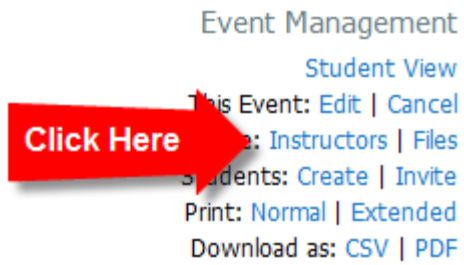 Event Management
Student View
This Event: Edit | Cancel
Click Here
: Instructors | Files
Students: Create | Invite
Print: Normal | Extended
Download as: CSV | PDF